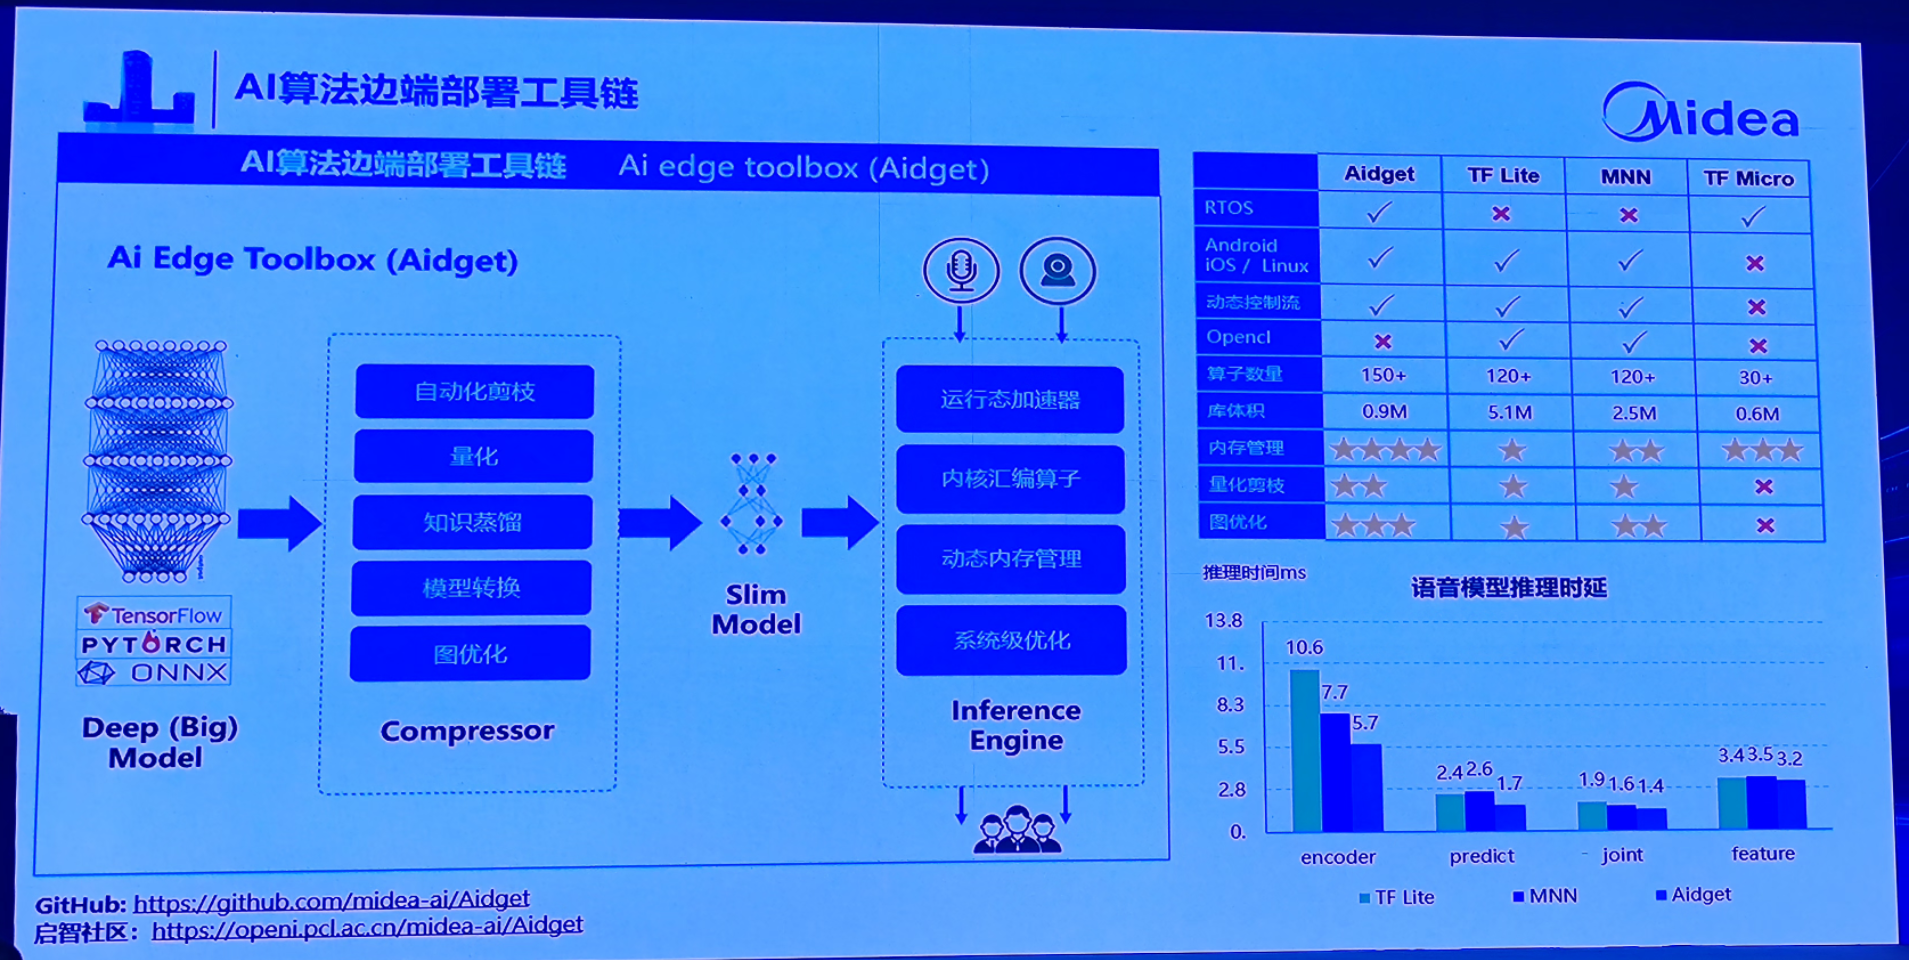 AI算法边端部署工具链
Midea
AI算法边端部署工具链 Ai edge toolbox (Aidget)
Ai Edge Toolbox (Aidget)
TensorFlow
PYTORCH
ONNX
Deep (Big)
Model
自动化剪枝
量化
知识蒸馏
模型转换
图优化
Compressor
Slim
Model
运行态加速器
内核汇编算子
动态内存管理
系统级优化
Inference
Engine
GitHub: https://github.com/midea-ai/Aidget
启智社区: https://openi.pcl.ac.cn/midea-ai/Aidget
Aidget TF Lite MNN TF Micro
RTOS ✓ × × ✓
Android
iOS / Linux ✓ ✓ ✓ ×
动态控制流 ✓ ✓ ✓ ×
Opencl × ✓ ✓ ×
算子数量 150+ 120+ 120+ 30+
库体积 0.9M 5.1M 2.5M 0.6M
内存管理 ★★★★ ★ ★★ ★★★
量化剪枝 ★★ ★ ★ ×
图优化 ★★★ ★ ★★ ×
推理时间ms
语音模型推理时延
13.8
11.
8.3
5.5
2.8
0.
10.6 7.7 5.7
2.4 2.6 1.7
1.9 1.6 1.4
3.4 3.5 3.2
encoder predict joint feature
TF Lite MNN Aidget